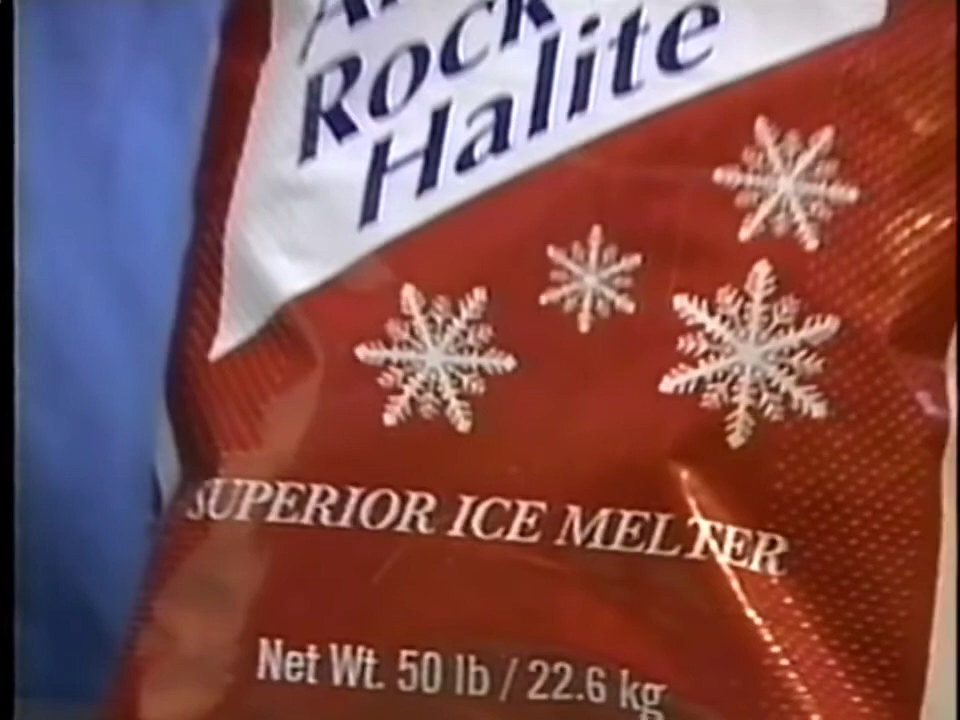 Rock
Halite
SUPERIOR ICE MELTER
Net Wt. 50 lb / 22.6 kg